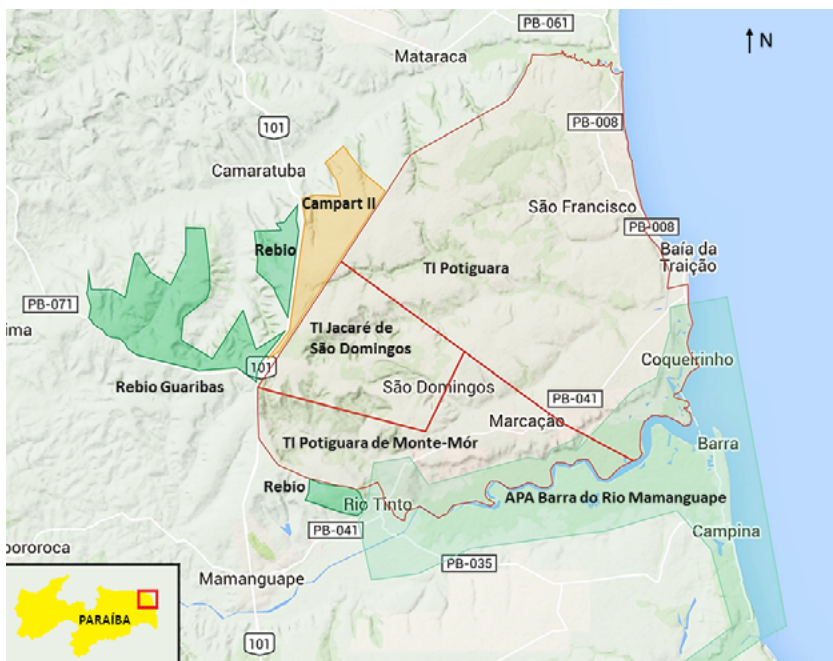 PB-061
N
Mataraca
101
PB-008
Camaratuba
Campart II
São Francisco
Rebio
PB-008
Baía da
Traição
TI Potiguara
PB-071
ima
TI Jacaré de
São Domingos
101
Coqueirinho
Rebio Guaribas
São Domingos
PB-041
Marcação
TI Potiguara de Monte-Mór
Barra
Rebio
Rio Tinto
APA Barra do Rio Mamanguape
PB-041
Campina
pororoca
PB-035
Mamanguape
PARAÍBA
101